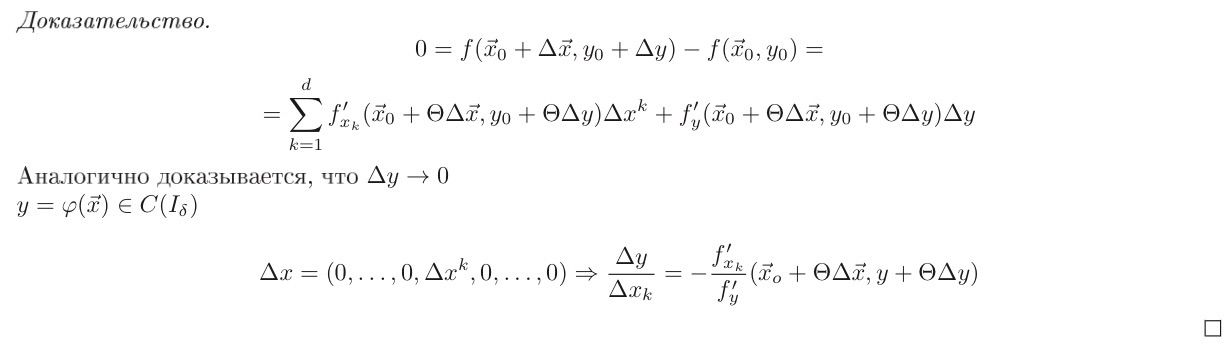 Доказательство.
0 = f(x⃗₀ + Δx⃗, y₀ + Δy) − f(x⃗₀, y₀) =
= ∑_{k=1}^{d} f′_{x_k}(x⃗₀ + ΘΔx⃗, y₀ + ΘΔy)Δx^k + f′_y(x⃗₀ + ΘΔx⃗, y₀ + ΘΔy)Δy
Аналогично доказывается, что Δy → 0
y = φ(x⃗) ∈ C(I_δ)
Δx = (0, . . . , 0, Δx^k, 0, . . . , 0) ⇒ \frac{Δy}{Δx_k} = −\frac{f′_{x_k}}{f′_y}(x⃗_o + ΘΔx⃗, y + ΘΔy)
□